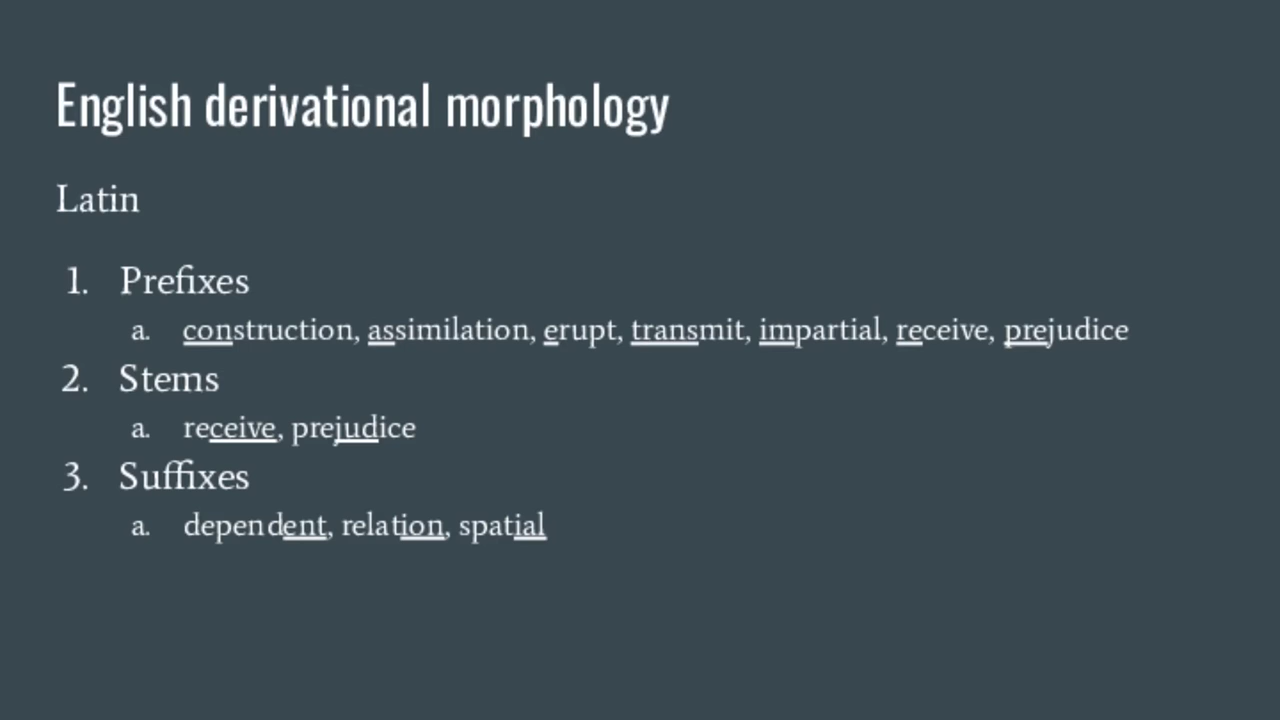 English derivational morphology
Latin
1. Prefixes
a. construction, assimilation, erupt, transmit, impartial, receive, prejudice
2. Stems
a. receive, prejudice
3. Suffixes
a. dependent, relation, spatial